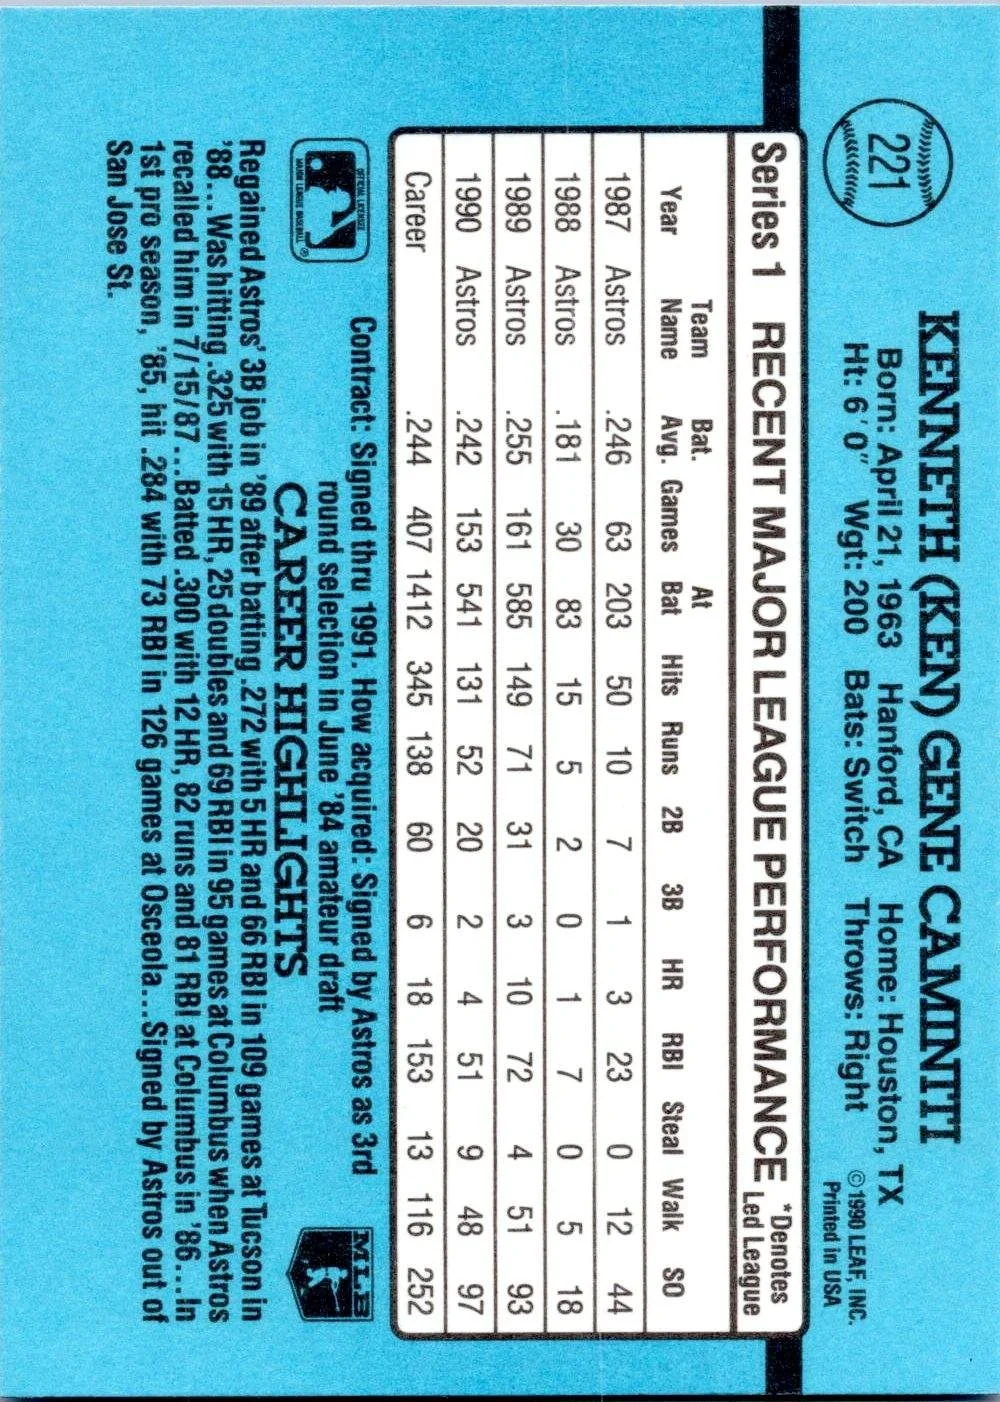 221
KENNETH (KEN) GENE CAMINITI
Born: April 21, 1963 Hanford, CA Home: Houston, TX
Ht: 6'0" Wgt: 200 Bats: Switch Throws: Right
©1990 LEAF, INC.
Printed in USA
Series 1 RECENT MAJOR LEAGUE PERFORMANCE *Denotes Led League
Year Team Name Bat. Avg. Games At Bat Hits Runs 2B 3B HR RBI Steal Walk SO
1987 Astros .246 63 203 50 10 7 1 3 23 0 12 44
1988 Astros .181 30 83 15 5 2 0 1 7 0 5 18
1989 Astros .255 161 585 149 71 31 3 10 72 4 51 93
1990 Astros .242 153 541 131 52 20 2 4 51 9 48 97
Career .244 407 1412 345 138 60 6 18 153 13 116 252
OFFICIAL LICENSEE
MAJOR LEAGUE BASEBALL ®
Contract: Signed thru 1991. How acquired: Signed by Astros as 3rd
round selection in June '84 amateur draft
MLB
CAREER HIGHLIGHTS
Regained Astros' 3B job in '89 after batting .272 with 5 HR and 66 RBI in 109 games at Tucson in
'88...Was hitting .325 with 15 HR, 25 doubles and 69 RBI in 95 games at Columbus when Astros
recalled him in 7/15/87...Batted .300 with 12 HR, 82 runs and 81 RBI at Columbus in '86...In
1st pro season, '85, hit .284 with 73 RBI in 126 games at Osceola...Signed by Astros out of
San Jose St.